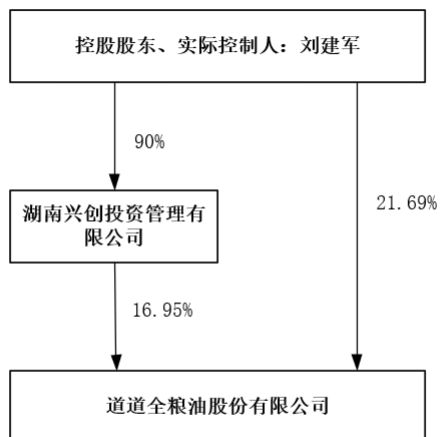 控股股东、实际控制人：刘建军
90%
21.69%
湖南兴创投资管理有
限公司
16.95%
道道全粮油股份有限公司